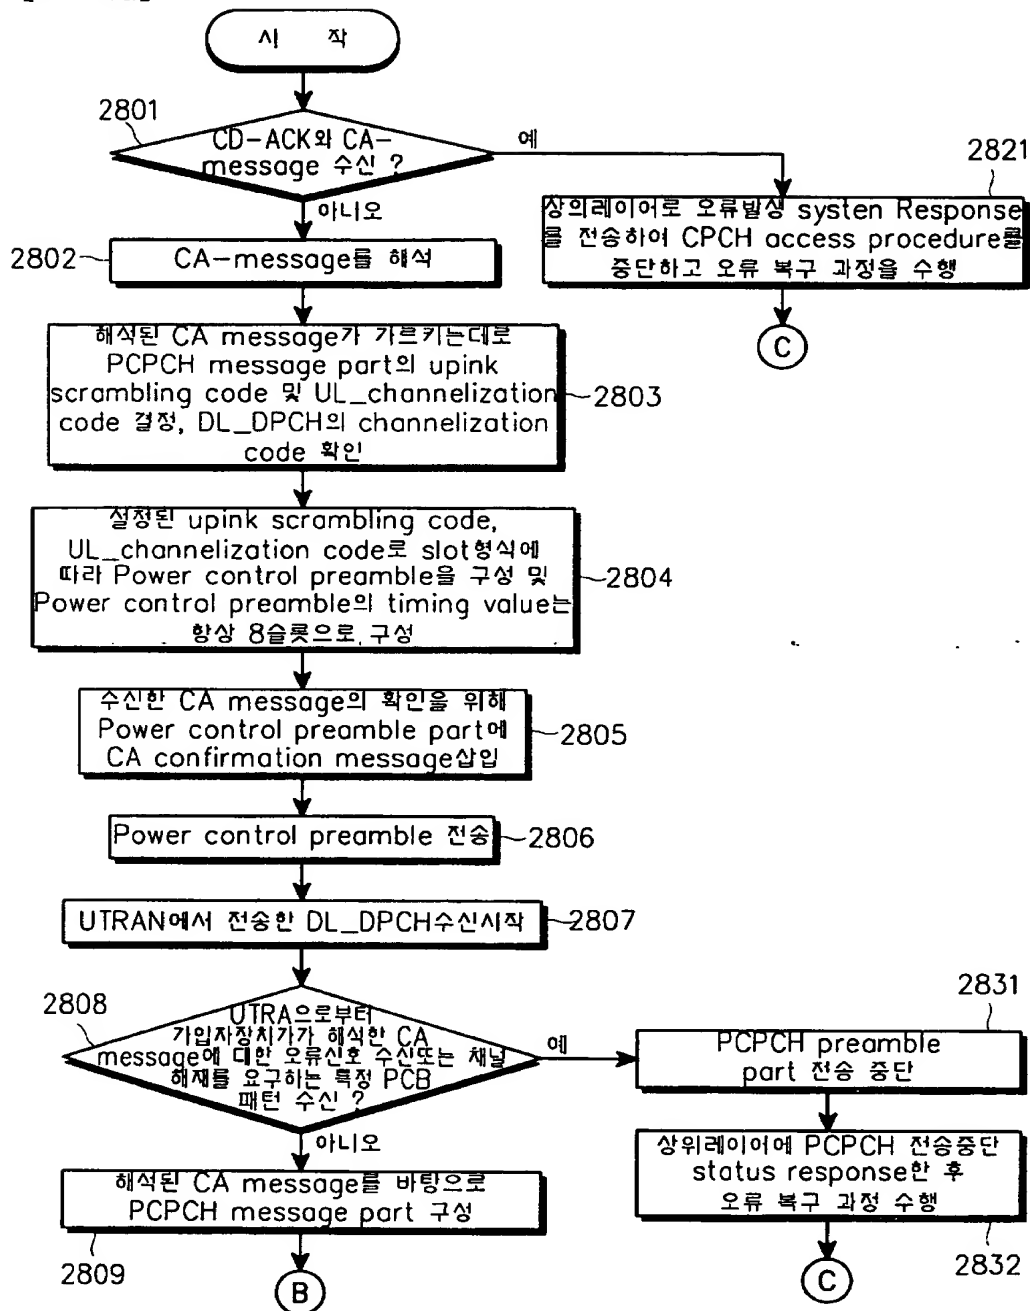 시 작
2801
CD-ACK와 CA-
message 수신 ?
예
아니오
2821
상의레이어로 오류발생 systen Response
를 전송하여 CPCH access procedure를
중단하고 오류 복구 과정을 수행
C
2802
CA-message를 해석
해석된 CA message가 가르키는대로
PCPCH message part의 upink
scrambling code 및 UL_channelization
code 결정, DL_DPCH의 channelization
code 확인
2803
설정된 upink scrambling code,
UL_channelization code로 slot형식에
따라 Power control preamble을 구성 및
Power control preamble의 timing value는
항상 8슬롯으로 구성
2804
수신한 CA message의 확인을 위해
Power control preamble part에
CA confirmation message삽입
2805
Power control preamble 전송
2806
UTRAN에서 전송한 DL_DPCH수신시작
2807
2808
UTRA으로부터
가입자장치가가 해석한 CA
message에 대한 오류신호 수신또는 채널
해재를 요구하는 특정 PCB
패턴 수신 ?
예
아니오
2831
PCPCH preamble
part 전송 중단
상위레이어에 PCPCH 전송중단
status response한 후
오류 복구 과정 수행
2832
C
해석된 CA message를 바탕으로
PCPCH message part 구성
2809
B